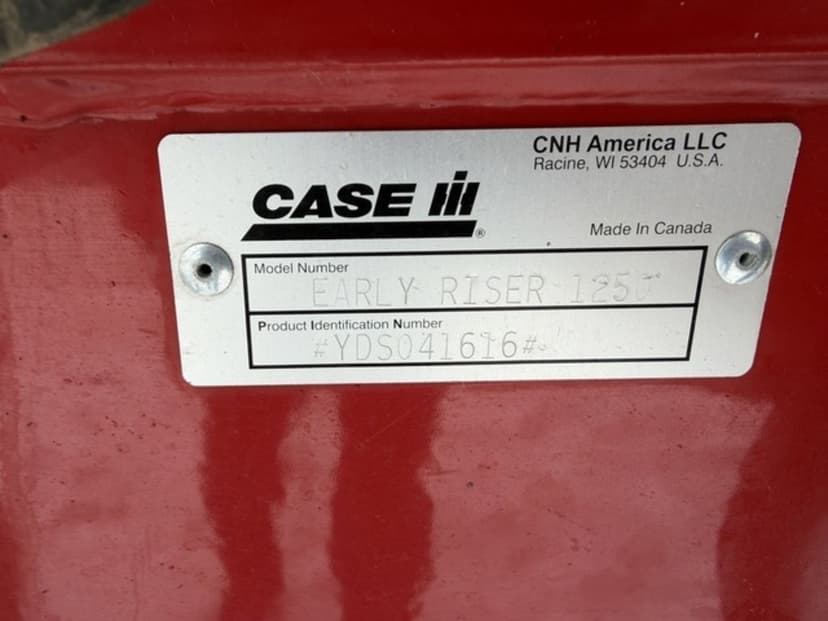 CNH America LLC
Racine, WI 53404 U.S.A.
CASE IH
®
Made In Canada
Model Number
EARLY RISER 1250
Product Identification Number
#YDS041616#